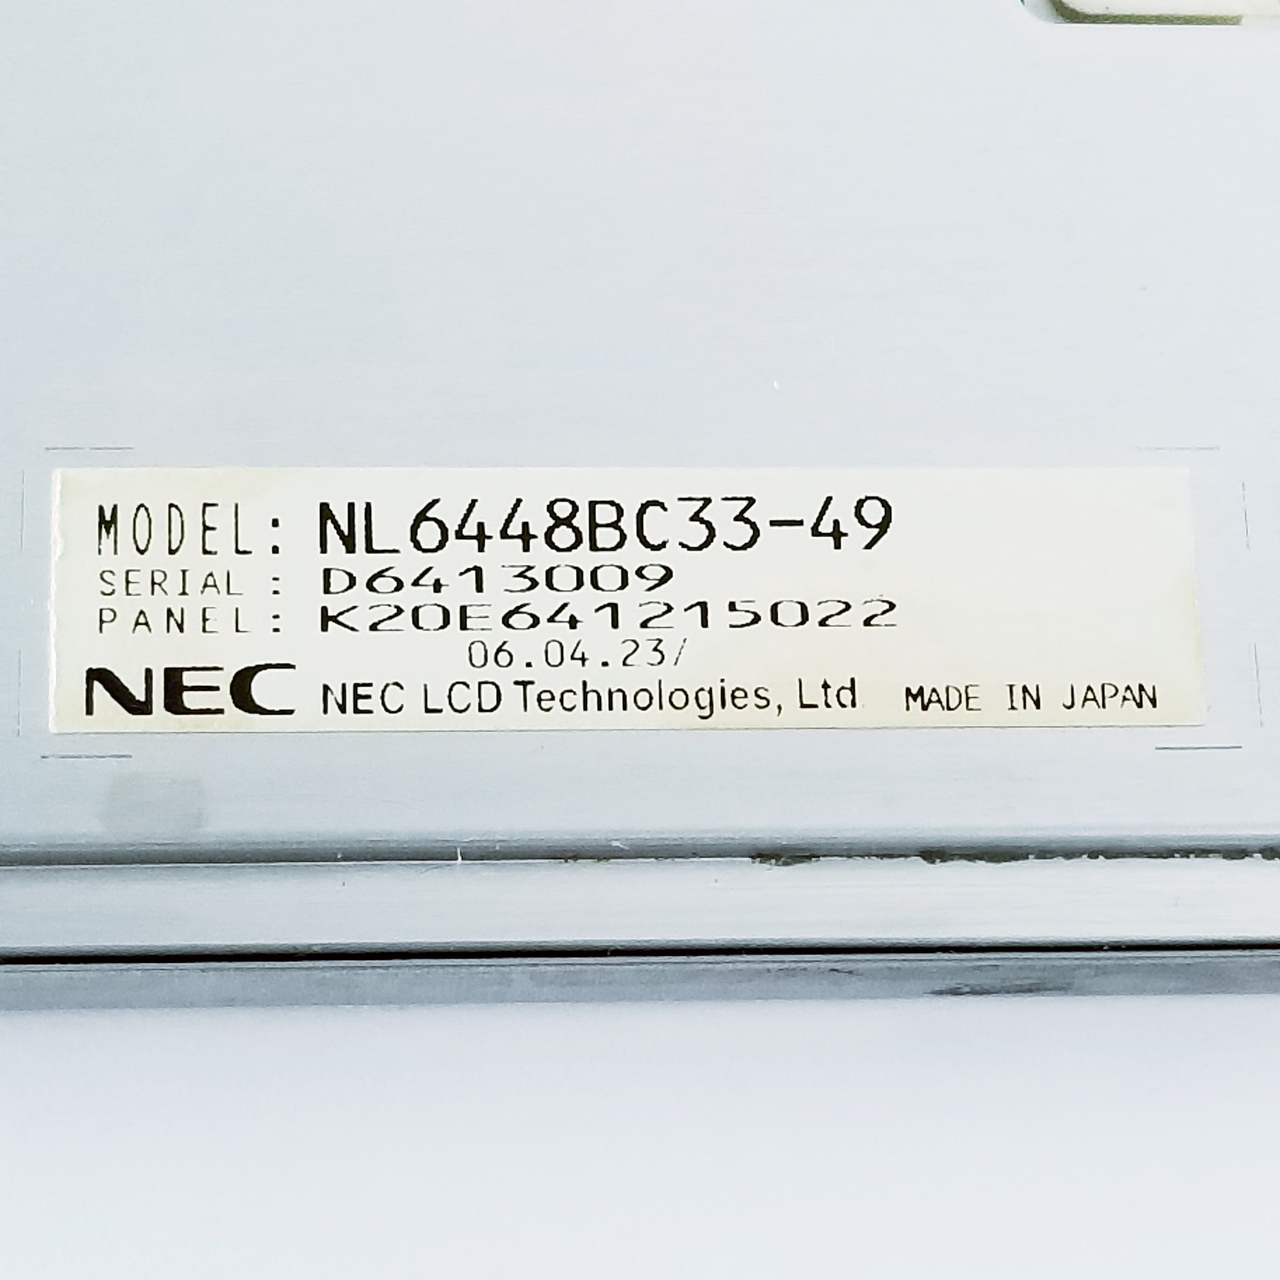 MODEL: NL6448BC33-49
SERIAL : D6413009
PANEL: K20E641215022
06.04.23/
NEC NEC LCD Technologies, Ltd. MADE IN JAPAN